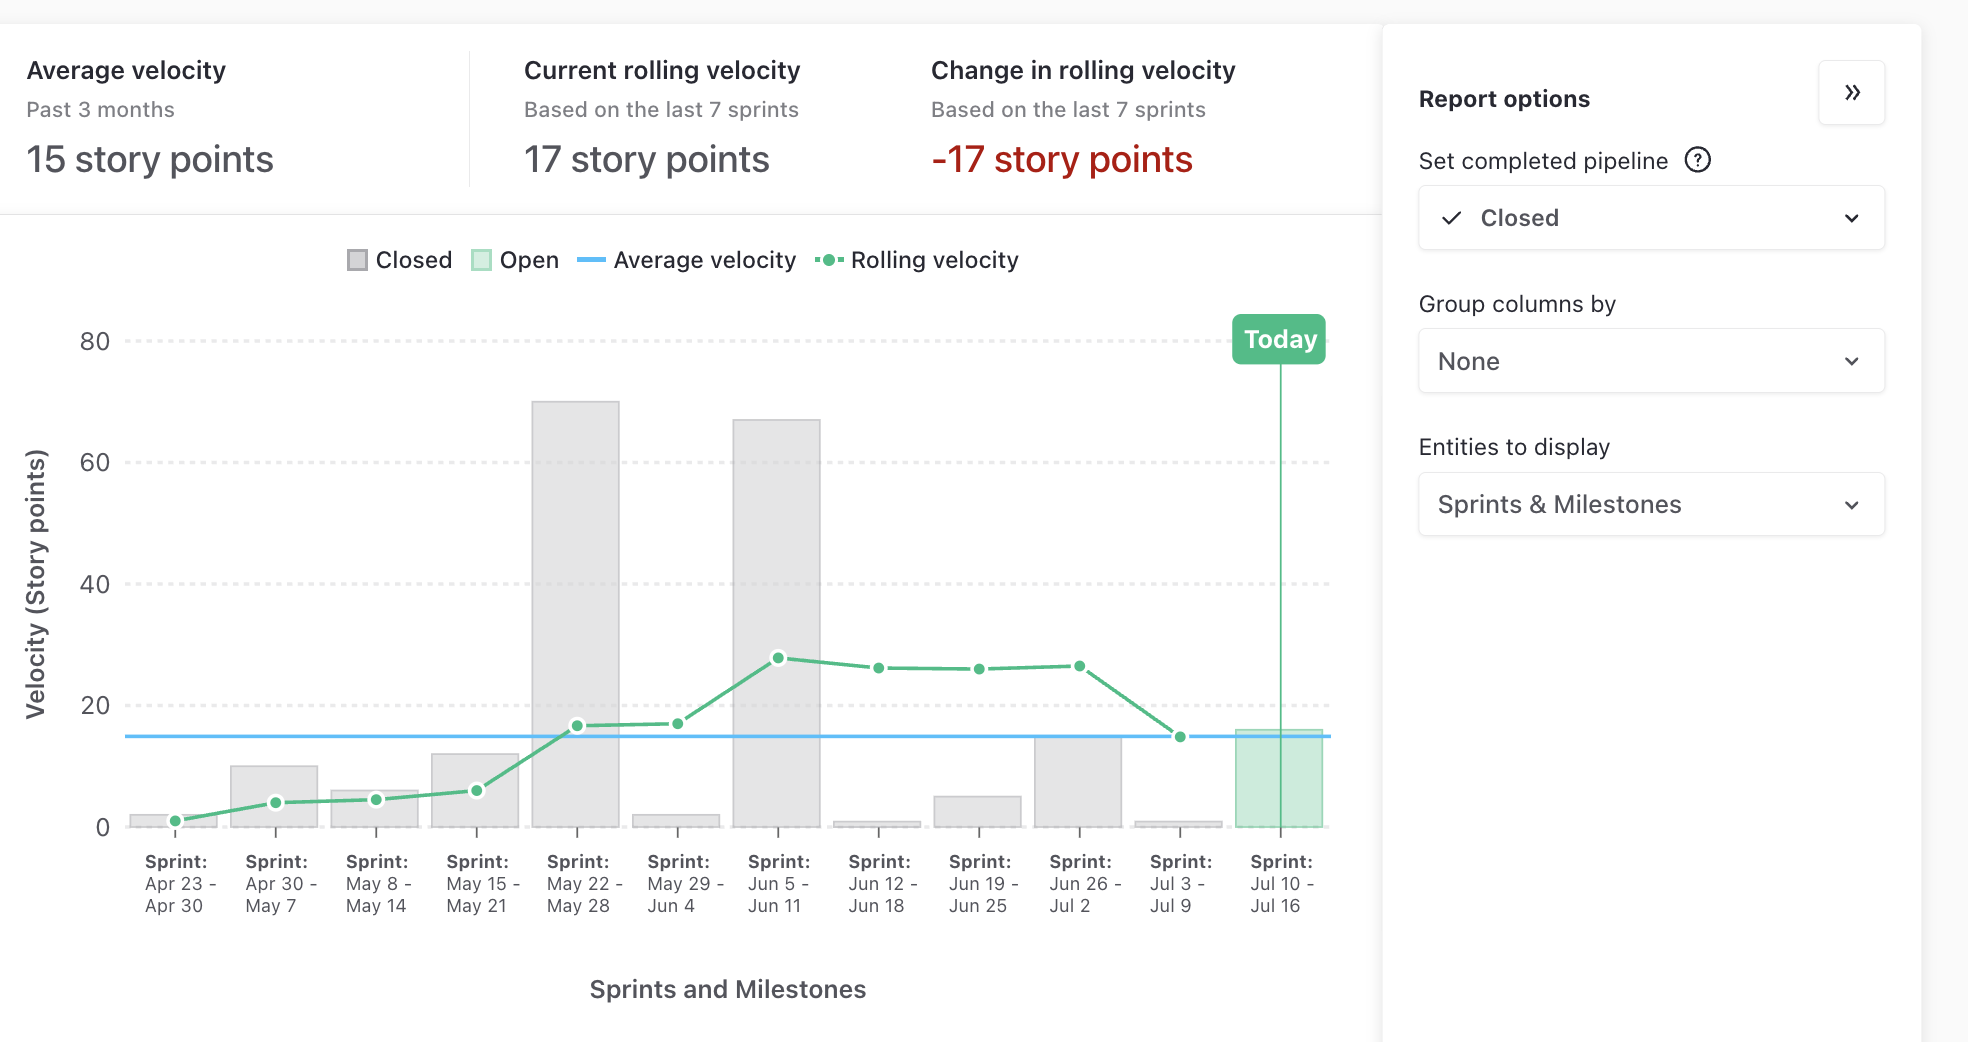 Average velocity
Past 3 months
15 story points
Current rolling velocity
Based on the last 7 sprints
17 story points
Change in rolling velocity
Based on the last 7 sprints
-17 story points
Closed
Open
Average velocity
Rolling velocity
Today
Velocity (Story points)
80
60
40
20
0
Sprint:
Apr 23 -
Apr 30
Sprint:
Apr 30 -
May 7
Sprint:
May 8 -
May 14
Sprint:
May 15 -
May 21
Sprint:
May 22 -
May 28
Sprint:
May 29 -
Jun 4
Sprint:
Jun 5 -
Jun 11
Sprint:
Jun 12 -
Jun 18
Sprint:
Jun 19 -
Jun 25
Sprint:
Jun 26 -
Jul 2
Sprint:
Jul 3 -
Jul 9
Sprint:
Jul 10 -
Jul 16
Sprints and Milestones
Report options
Set completed pipeline
Closed
Group columns by
None
Entities to display
Sprints & Milestones